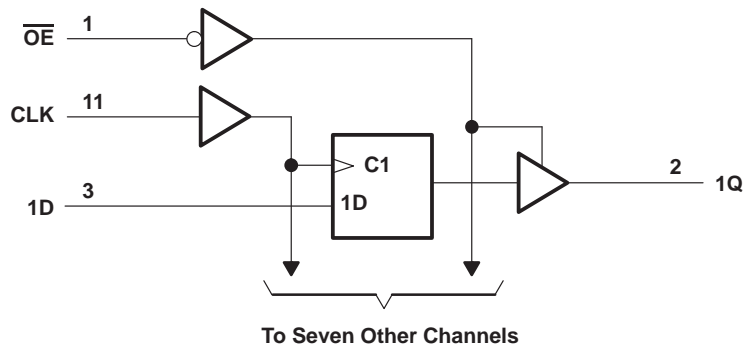 OE
1
CLK
11
C1
1D
3
1D
2
1Q
To Seven Other Channels